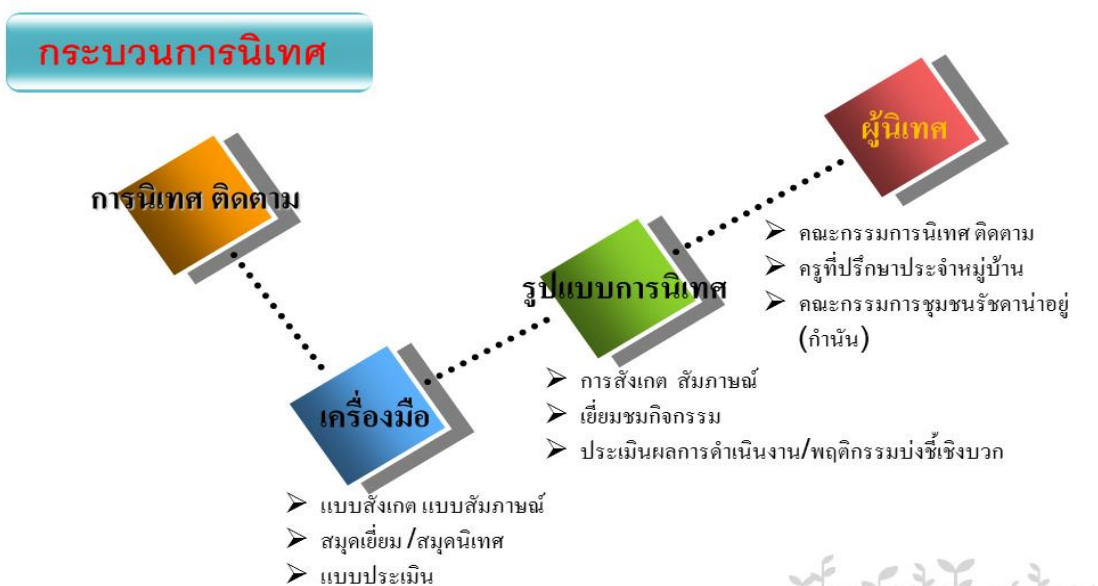 กระบวนการนิเทศ
การนิเทศ ติดตาม
เครื่องมือ
แบบสังเกต แบบสัมภาษณ์
สมุดเยี่ยม /สมุดนิเทศ
แบบประเมิน
รูปแบบการนิเทศ
การสังเกต สัมภาษณ์
เยี่ยมชมกิจกรรม
ประเมินผลการดำเนินงาน/พฤติกรรมบ่งชี้เชิงบวก
ผู้นิเทศ
คณะกรรมการนิเทศ ติดตาม
ครูที่ปรึกษาประจำหมู่บ้าน
คณะกรรมการชุมชนรัชดาน่าอยู่
(กำนัน)